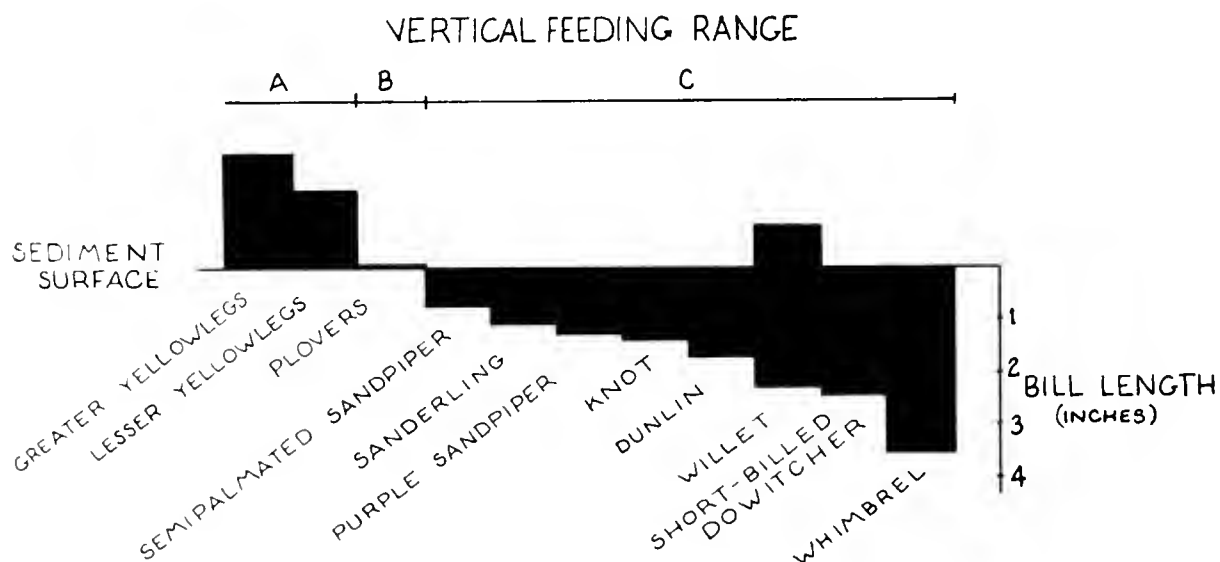 VERTICAL FEEDING RANGE
A B C
SEDIMENT
SURFACE
GREATER YELLOWLEGS
LESSER YELLOWLEGS
PLOVERS
SEMIPALMATED SANDPIPER
SANDERLING
PURPLE SANDPIPER
KNOT
DUNLIN
WILLET
SHORT-BILLED
DOWITCHER
WHIMBREL
1
2
3
4
BILL LENGTH
(INCHES)